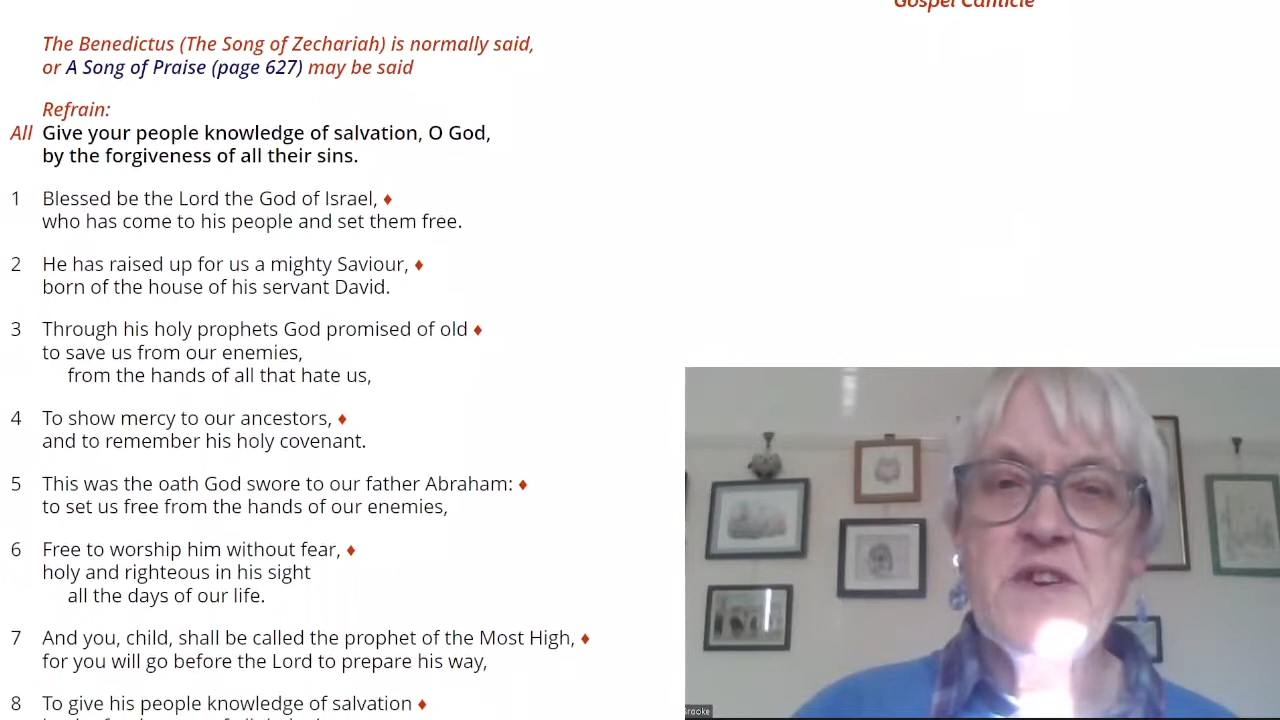 Gospel Canticle
The Benedictus (The Song of Zechariah) is normally said,
or A Song of Praise (page 627) may be said
Refrain:
All Give your people knowledge of salvation, O God,
by the forgiveness of all their sins.
1 Blessed be the Lord the God of Israel, ♦
who has come to his people and set them free.
2 He has raised up for us a mighty Saviour, ♦
born of the house of his servant David.
3 Through his holy prophets God promised of old ♦
to save us from our enemies,
from the hands of all that hate us,
4 To show mercy to our ancestors, ♦
and to remember his holy covenant.
5 This was the oath God swore to our father Abraham: ♦
to set us free from the hands of our enemies,
6 Free to worship him without fear, ♦
holy and righteous in his sight
all the days of our life.
7 And you, child, shall be called the prophet of the Most High, ♦
for you will go before the Lord to prepare his way,
8 To give his people knowledge of salvation ♦